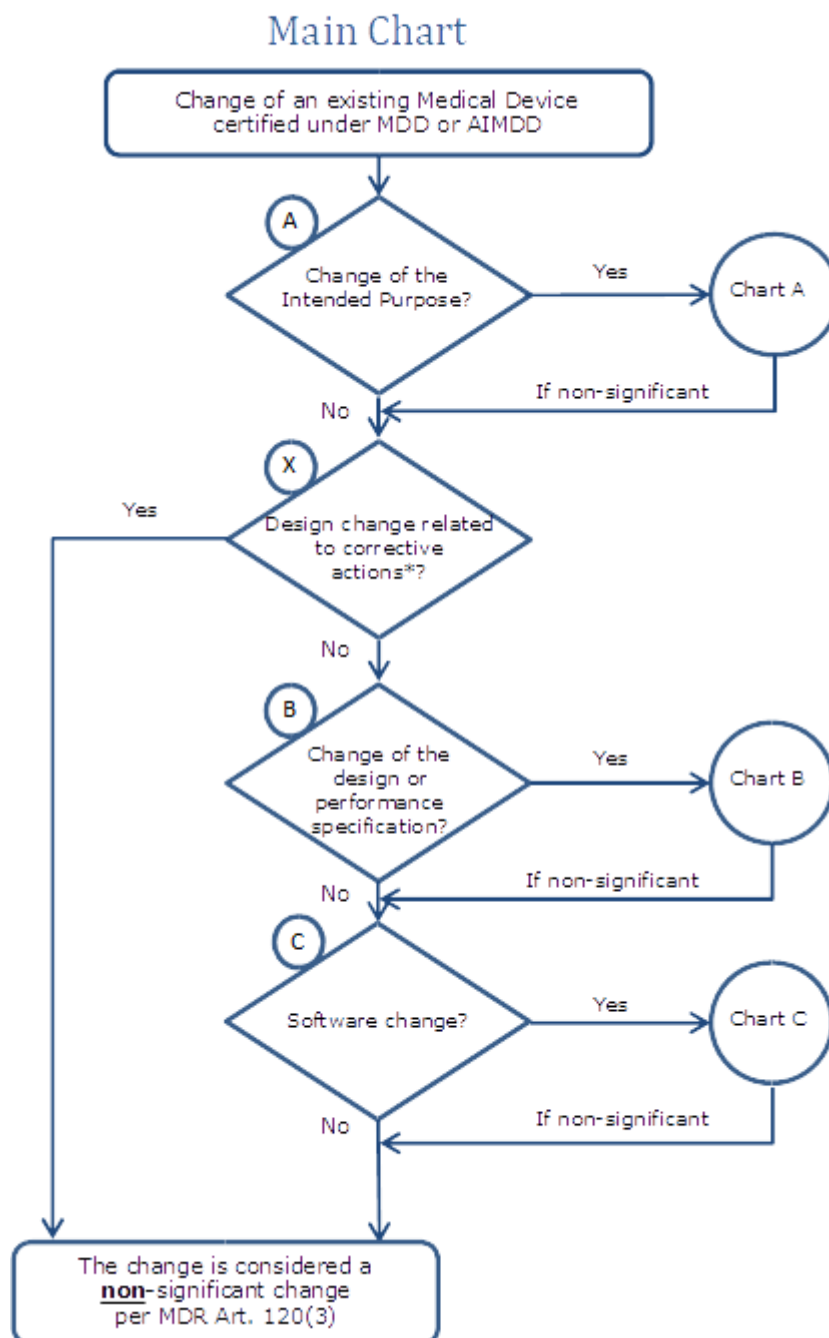 Main Chart
Change of an existing Medical Device
certified under MDD or AIMDD
A
Change of the
Intended Purpose?
Yes
Chart A
If non-significant
No
X
Yes
Design change related
to corrective
actions*?
No
B
Change of the
design or
performance
specification?
Yes
Chart B
If non-significant
No
C
Software change?
Yes
Chart C
If non-significant
No
The change is considered a
non-significant change
per MDR Art. 120(3)